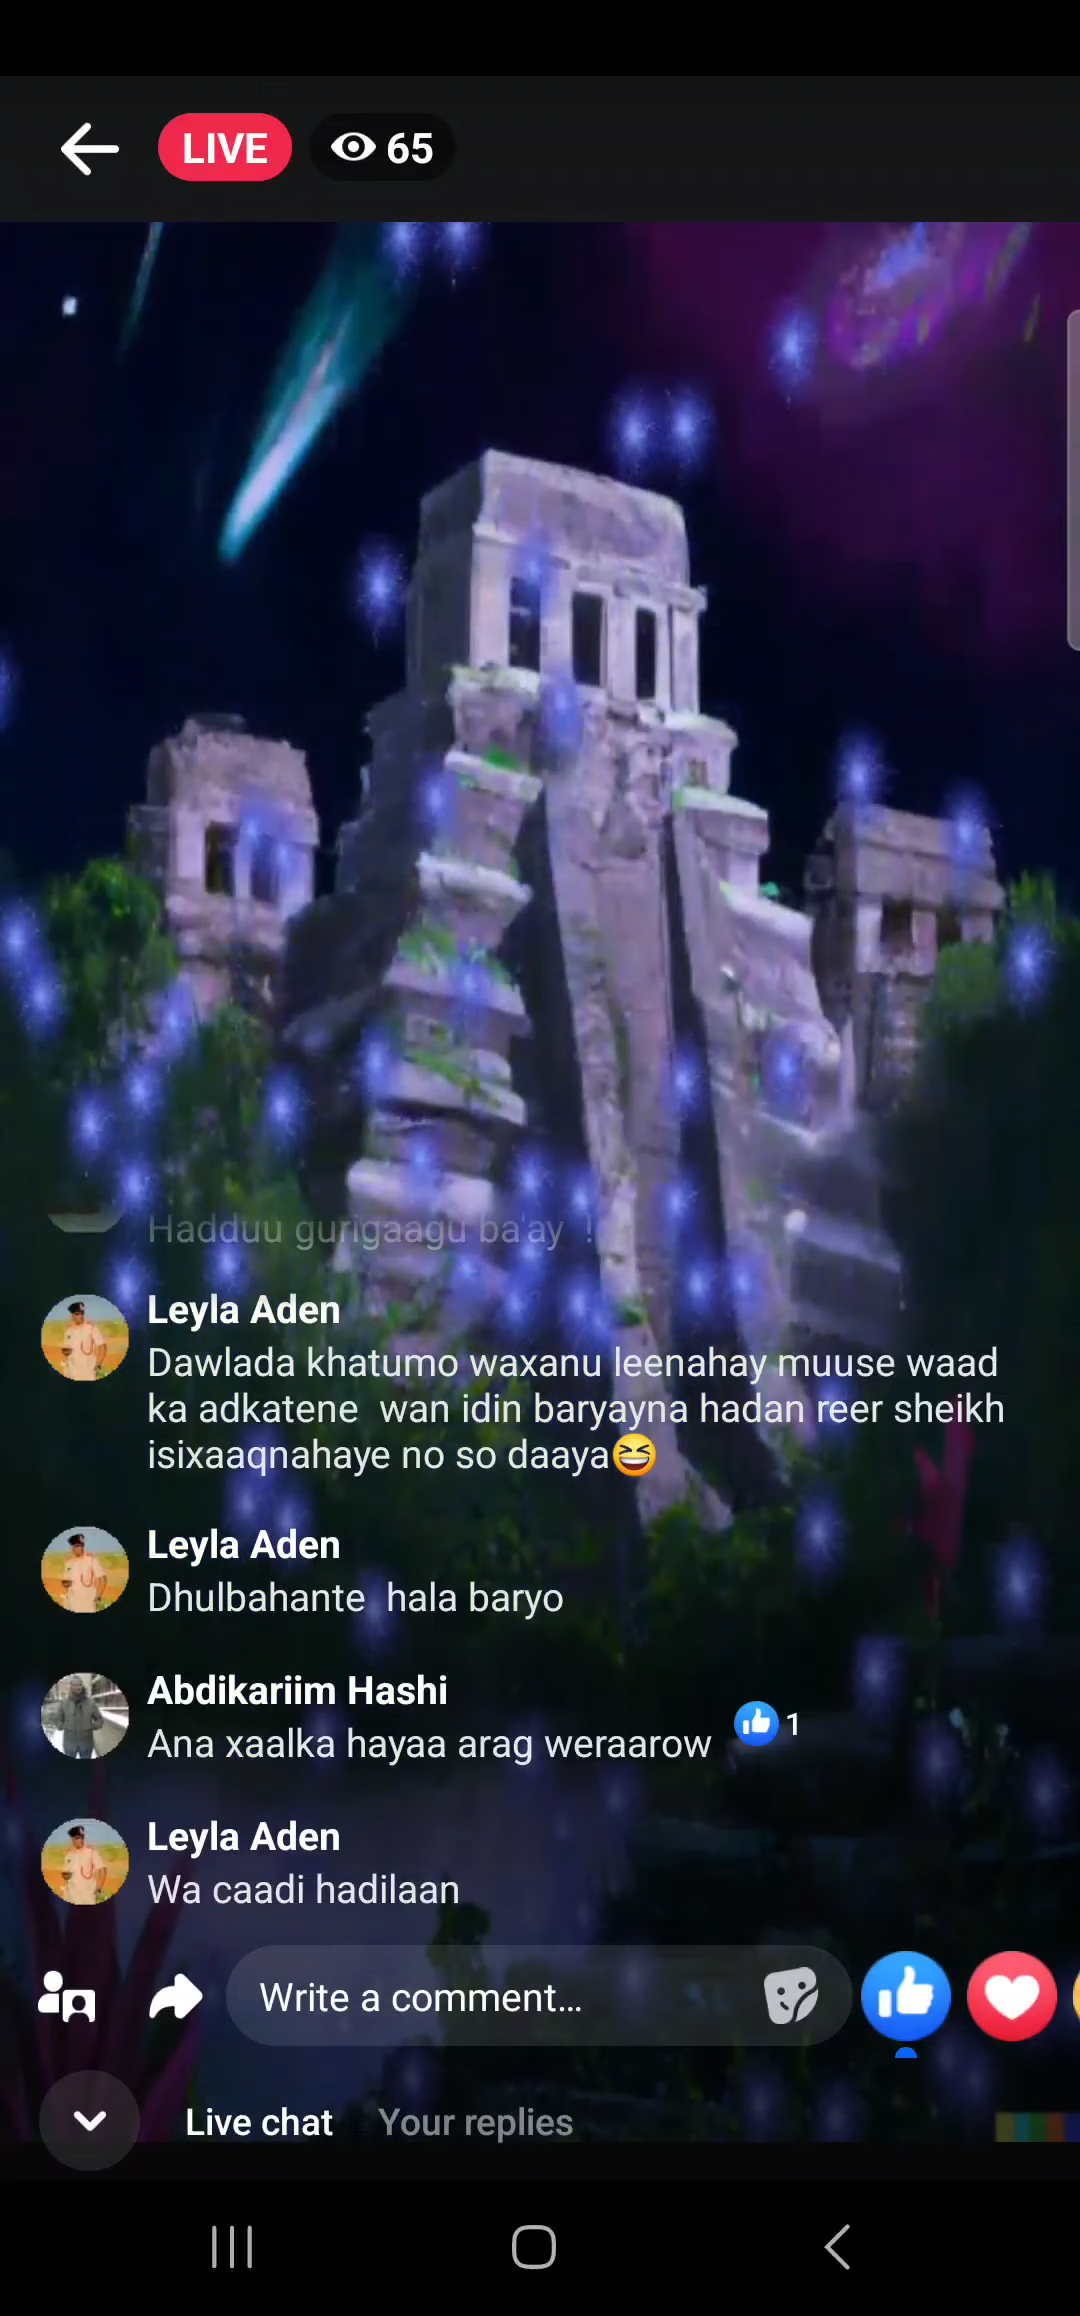 LIVE 65
Hadduu gurigaagu ba'ay !
Leyla Aden
Dawlada khatumo waxanu leenahay muuse waad
ka adkatene wan idin baryayna hadan reer sheikh
isixaaqnahaye no so daaya😆
Leyla Aden
Dhulbahante hala baryo
Abdikariim Hashi
Ana xaalka hayaa arag weraarow 1
Leyla Aden
Wa caadi hadilaan
Write a comment...
Live chat Your replies